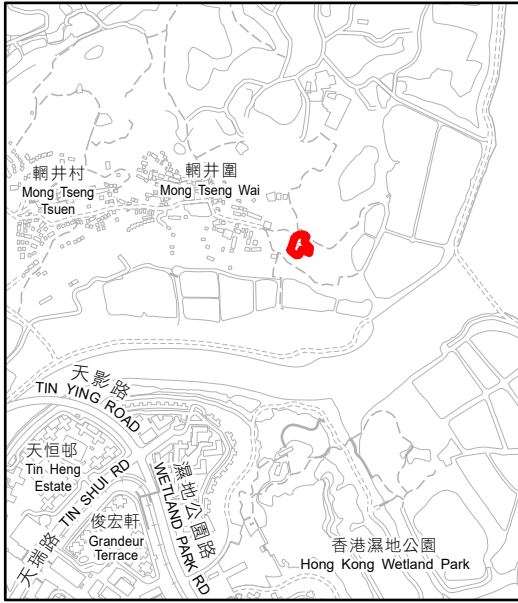 輞井村
Mong Tseng
Tsuen
輞井圍
Mong Tseng Wai
天影路
TIN YING ROAD
天恒邨
Tin Heng
Estate
天瑞路 TIN SHUI RD
俊宏軒
Grandeur
Terrace
濕地公園路
WETLAND PARK RD
香港濕地公園
Hong Kong Wetland Park